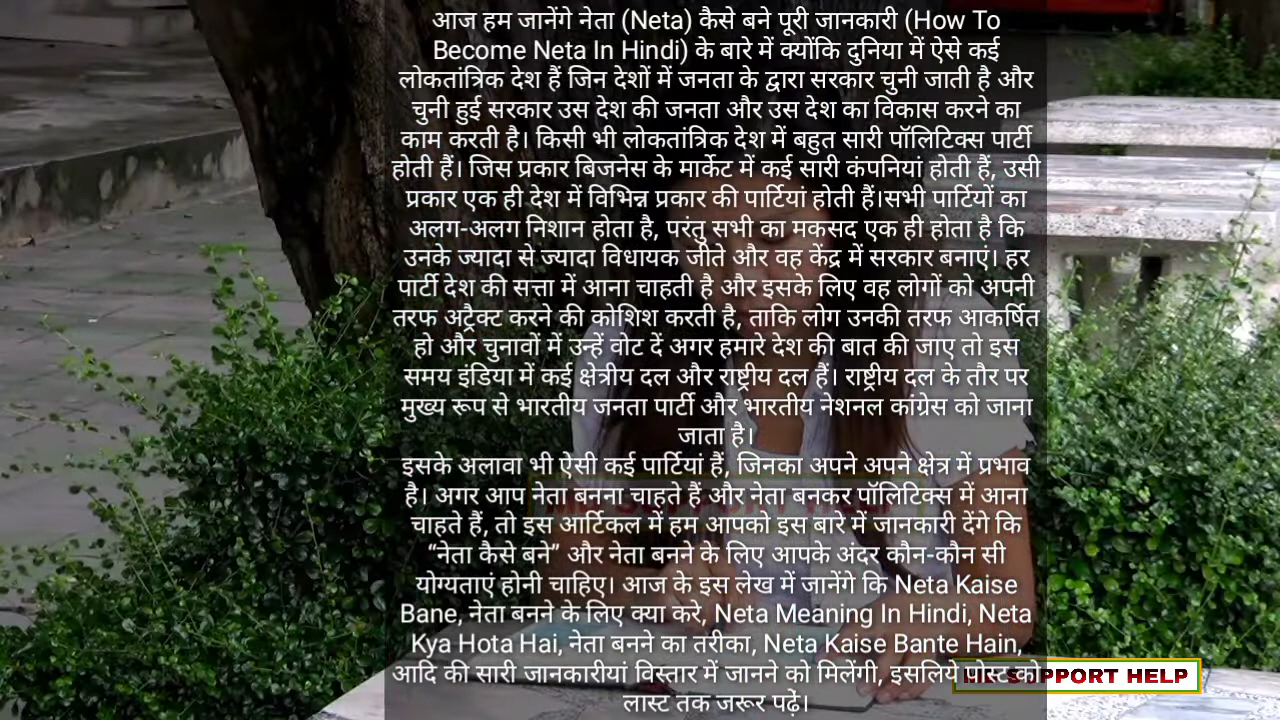 आज हम जानेंगे नेता (Neta) कैसे बने पूरी जानकारी (How To
Become Neta In Hindi) के बारे में क्योंकि दुनिया में ऐसे कई
लोकतांत्रिक देश हैं जिन देशों में जनता के द्वारा सरकार चुनी जाती है और
चुनी हुई सरकार उस देश की जनता और उस देश का विकास करने का
काम करती है। किसी भी लोकतांत्रिक देश में बहुत सारी पॉलिटिक्स पार्टी
होती हैं। जिस प्रकार बिजनेस के मार्केट में कई सारी कंपनियां होती हैं, उसी
प्रकार एक ही देश में विभिन्न प्रकार की पार्टियां होती हैं।सभी पार्टियों का
अलग-अलग निशान होता है, परंतु सभी का मकसद एक ही होता है कि
उनके ज्यादा से ज्यादा विधायक जीते और वह केंद्र में सरकार बनाएं। हर
पार्टी देश की सत्ता में आना चाहती है और इसके लिए वह लोगों को अपनी
तरफ अट्रैक्ट करने की कोशिश करती है, ताकि लोग उनकी तरफ आकर्षित
हो और चुनावों में उन्हें वोट दें अगर हमारे देश की बात की जाए तो इस
समय इंडिया में कई क्षेत्रीय दल और राष्ट्रीय दल हैं। राष्ट्रीय दल के तौर पर
मुख्य रूप से भारतीय जनता पार्टी और भारतीय नेशनल कांग्रेस को जाना
जाता है।
इसके अलावा भी ऐसी कई पार्टियां हैं, जिनका अपने अपने क्षेत्र में प्रभाव
है। अगर आप नेता बनना चाहते हैं और नेता बनकर पॉलिटिक्स में आना
चाहते हैं, तो इस आर्टिकल में हम आपको इस बारे में जानकारी देंगे कि
“नेता कैसे बने” और नेता बनने के लिए आपके अंदर कौन-कौन सी
योग्यताएं होनी चाहिए। आज के इस लेख में जानेंगे कि Neta Kaise
Bane, नेता बनने के लिए क्या करे, Neta Meaning In Hindi, Neta
Kya Hota Hai, नेता बनने का तरीका, Neta Kaise Bante Hain,
आदि की सारी जानकारीयां विस्तार में जानने को मिलेंगी, इसलिये पोस्ट को
लास्ट तक जरूर पढ़ें।
SUPPORT HELP